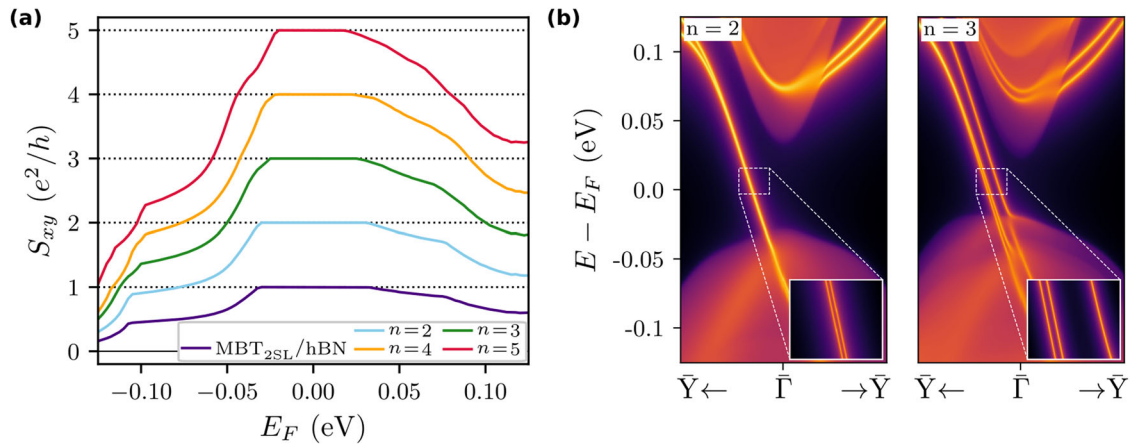 (a)
5
4
3
2
1
0
S_xy (e²/h)
n=2 n=3
MBT_2SL/hBN n=4 n=5
−0.10 −0.05 0.00 0.05 0.10
E_F (eV)
(b)
n = 2 n = 3
0.1
0.05
0.0
-0.05
-0.1
E − E_F (eV)
Ȳ← Γ̄ →Ȳ Ȳ← Γ̄ →Ȳ